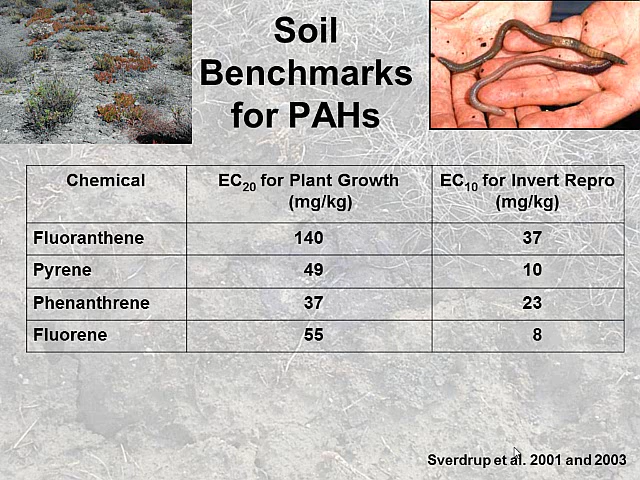 Soil
Benchmarks
for PAHs
Chemical EC20 for Plant Growth (mg/kg) EC10 for Invert Repro (mg/kg)
Fluoranthene 140 37
Pyrene 49 10
Phenanthrene 37 23
Fluorene 55 8
Sverdrup et al. 2001 and 2003